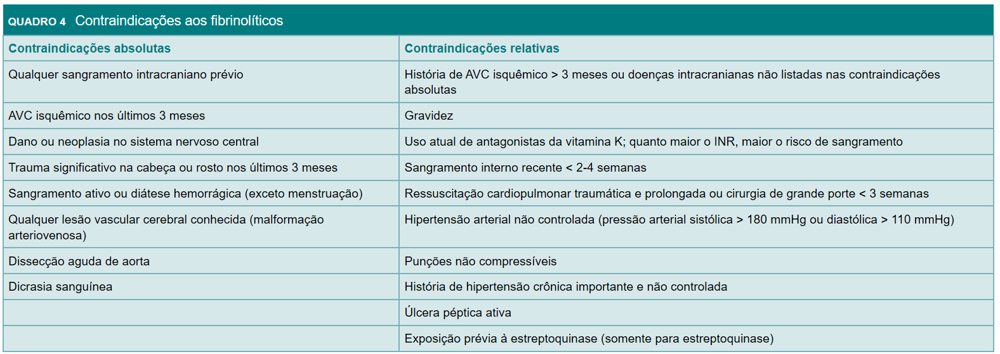 QUADRO 4 Contraindicações aos fibrinolíticos
Contraindicações absolutas
Contraindicações relativas
Qualquer sangramento intracraniano prévio
História de AVC isquêmico > 3 meses ou doenças intracranianas não listadas nas contraindicações
absolutas
AVC isquêmico nos últimos 3 meses
Gravidez
Dano ou neoplasia no sistema nervoso central
Uso atual de antagonistas da vitamina K; quanto maior o INR, maior o risco de sangramento
Trauma significativo na cabeça ou rosto nos últimos 3 meses
Sangramento interno recente < 2-4 semanas
Sangramento ativo ou diátese hemorrágica (exceto menstruação)
Ressuscitação cardiopulmonar traumática e prolongada ou cirurgia de grande porte < 3 semanas
Qualquer lesão vascular cerebral conhecida (malformação
arteriovenosa)
Hipertensão arterial não controlada (pressão arterial sistólica > 180 mmHg ou diastólica > 110 mmHg)
Dissecção aguda de aorta
Punções não compressíveis
Dicrasia sanguínea
História de hipertensão crônica importante e não controlada
Úlcera péptica ativa
Exposição prévia à estreptoquinase (somente para estreptoquinase)